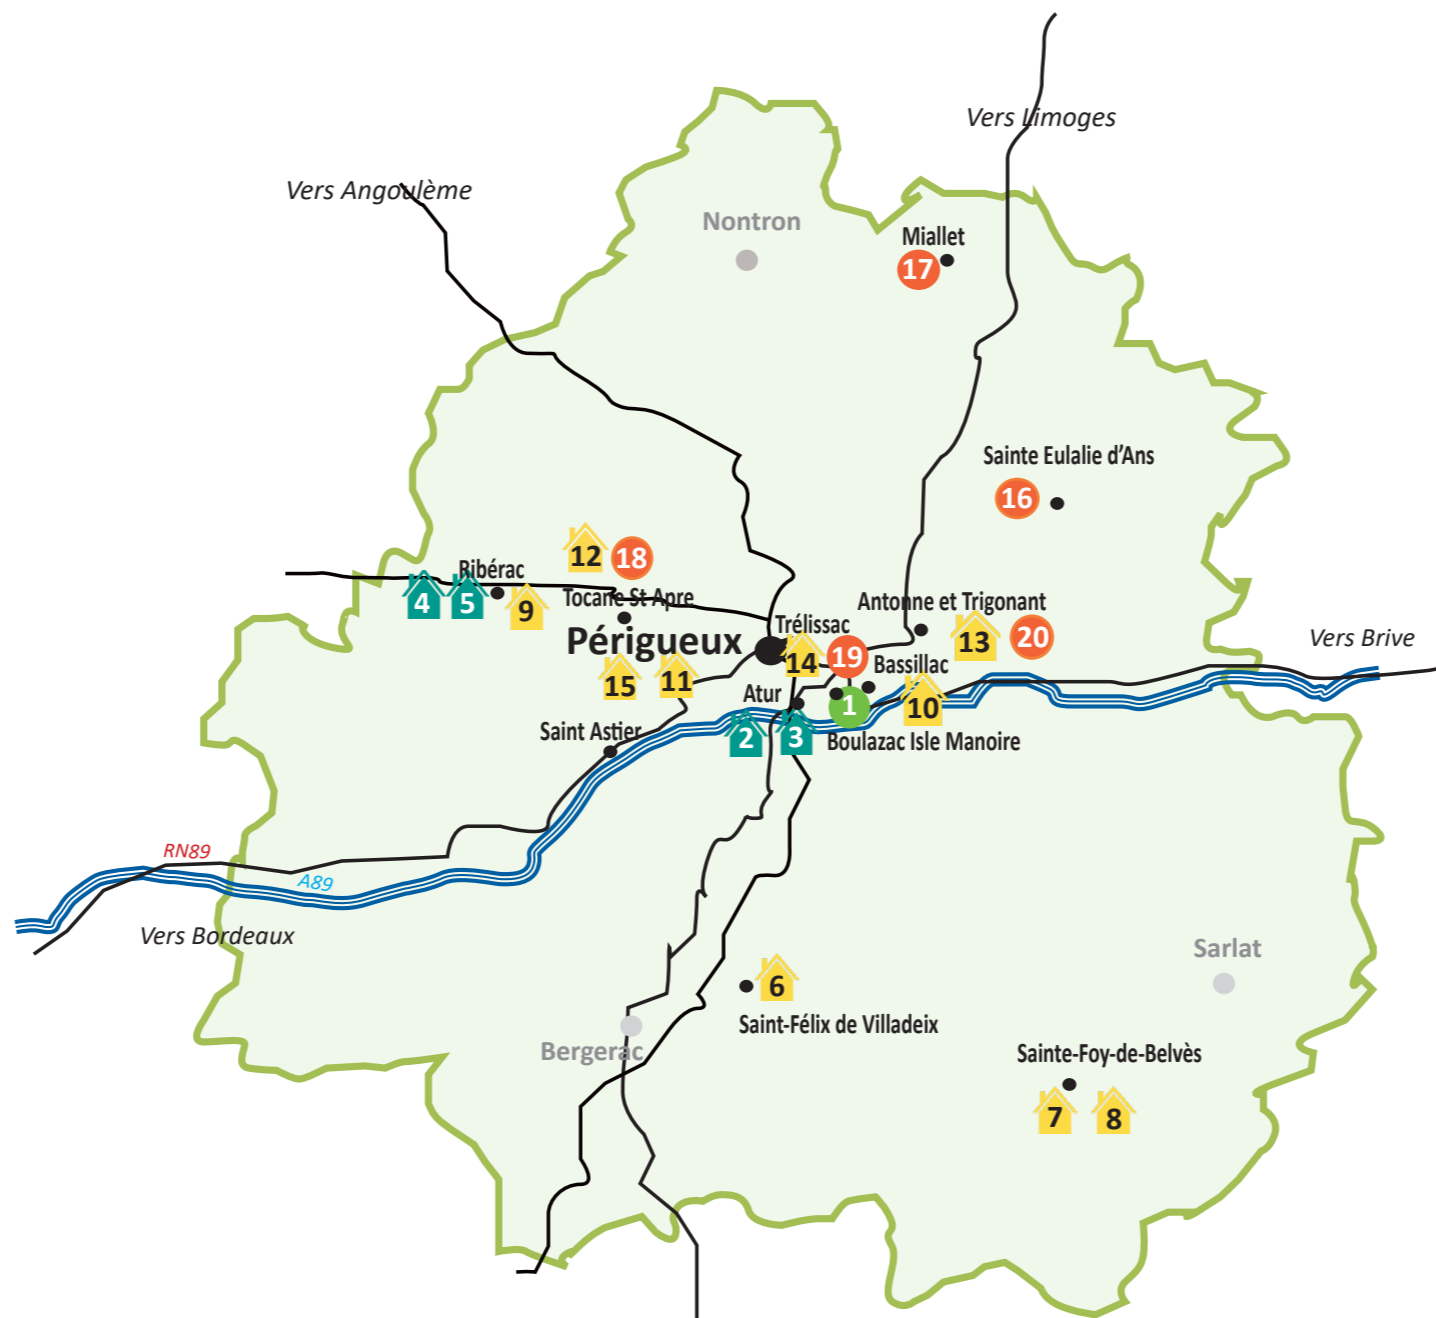 Vers Limoges
Vers Angoulème
Nontron
Miallet
17
Sainte Eulalie d'Ans
16
12
18
Ribérac
4
5
9
Tocane St Apre
Antonne et Trigonant
13
20
Trélissac
Périgueux
14
19
Vers Brive
Bassillac
15
11
Atur
1
10
Saint Astier
2
3
Boulazac Isle Manoire
RN89
A89
Vers Bordeaux
Sarlat
6
Saint-Félix de Villadeix
Bergerac
Sainte-Foy-de-Belvès
7
8